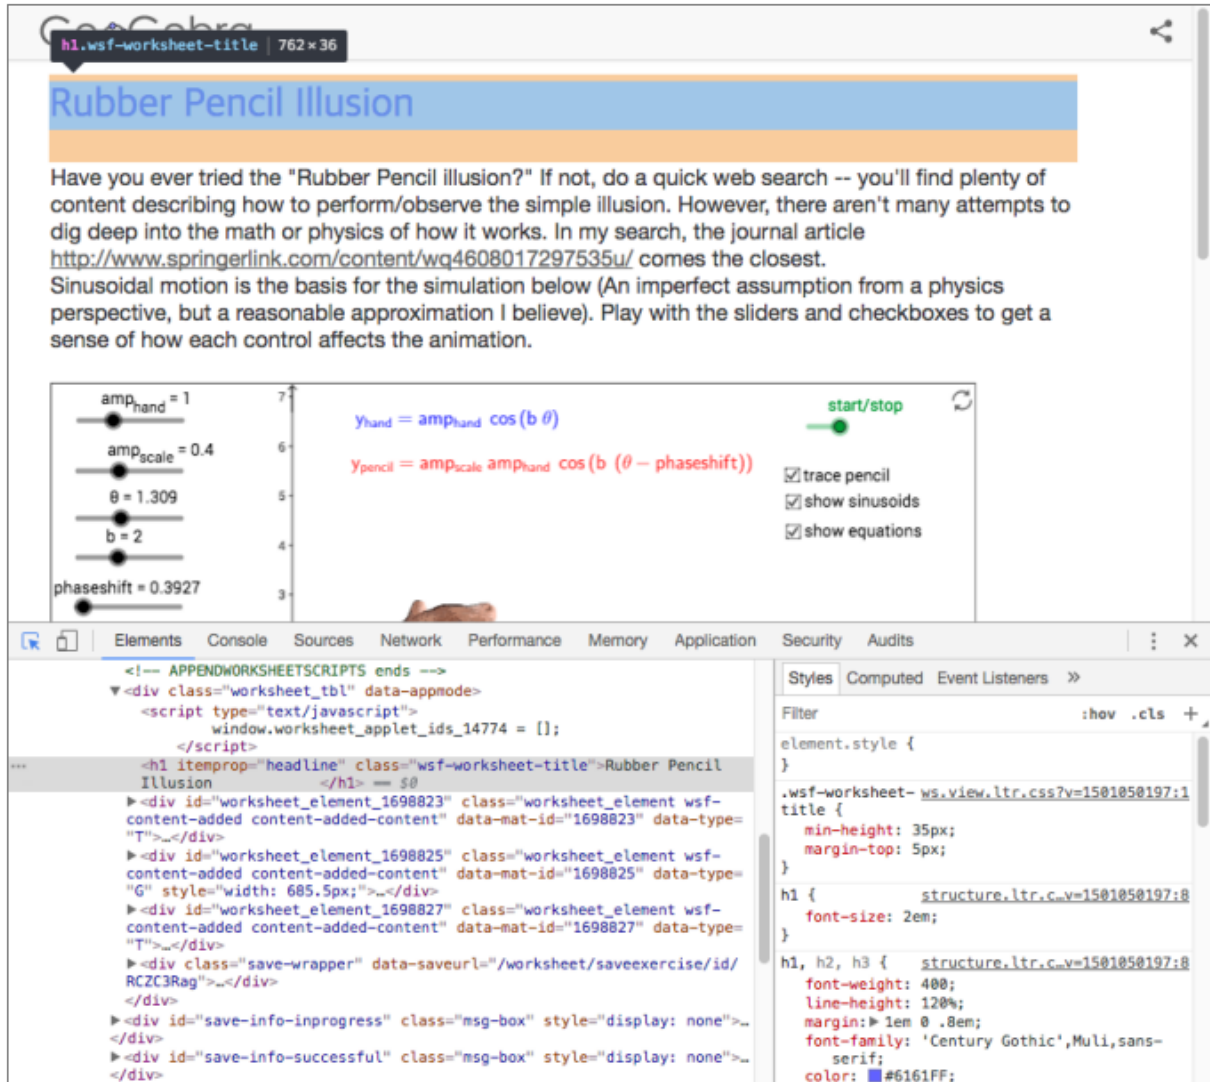 GeoGebra
h1.wsf-worksheet-title | 762 × 36
Rubber Pencil Illusion
Have you ever tried the "Rubber Pencil illusion?" If not, do a quick web search -- you'll find plenty of
content describing how to perform/observe the simple illusion. However, there aren't many attempts to
dig deep into the math or physics of how it works. In my search, the journal article
http://www.springerlink.com/content/wq4608017297535u/ comes the closest.
Sinusoidal motion is the basis for the simulation below (An imperfect assumption from a physics
perspective, but a reasonable approximation I believe). Play with the sliders and checkboxes to get a
sense of how each control affects the animation.
amp_hand = 1
amp_scale = 0.4
θ = 1.309
b = 2
phaseshift = 0.3927
7
6
5
4
3
y_hand = amp_hand cos(b θ)
y_pencil = amp_scale amp_hand cos(b (θ − phaseshift))
start/stop
trace pencil
show sinusoids
show equations
Elements Console Sources Network Performance Memory Application Security Audits
<!-- APPENDWORKSHEETSCRIPTS ends -->
▼<div class="worksheet_tbl" data-appmode>
<script type="text/javascript">
window.worksheet_applet_ids_14774 = [];
</script>
<h1 itemprop="headline" class="wsf-worksheet-title">Rubber Pencil
Illusion </h1> == $0
▶<div id="worksheet_element_1698823" class="worksheet_element wsf-
content-added content-added-content" data-mat-id="1698823" data-type=
"T">…</div>
▶<div id="worksheet_element_1698825" class="worksheet_element wsf-
content-added content-added-content" data-mat-id="1698825" data-type=
"G" style="width: 685.5px;">…</div>
▶<div id="worksheet_element_1698827" class="worksheet_element wsf-
content-added content-added-content" data-mat-id="1698827" data-type=
"T">…</div>
▶<div class="save-wrapper" data-saveurl="/worksheet/saveexercise/id/
RCZC3Rag">…</div>
</div>
▶<div id="save-info-inprogress" class="msg-box" style="display: none">…
</div>
▶<div id="save-info-successful" class="msg-box" style="display: none">…
</div>
Styles Computed Event Listeners »
Filter :hov .cls +
element.style {
}
.wsf-worksheet- ws.view.ltr.css?v=1501050197:1
title {
min-height: 35px;
margin-top: 5px;
}
h1 { structure.ltr.c…v=1501050197:8
font-size: 2em;
}
h1, h2, h3 { structure.ltr.c…v=1501050197:8
font-weight: 400;
line-height: 120%;
margin:▶ 1em 0 .8em;
font-family: 'Century Gothic',Muli,sans-
serif;
color: #6161FF;